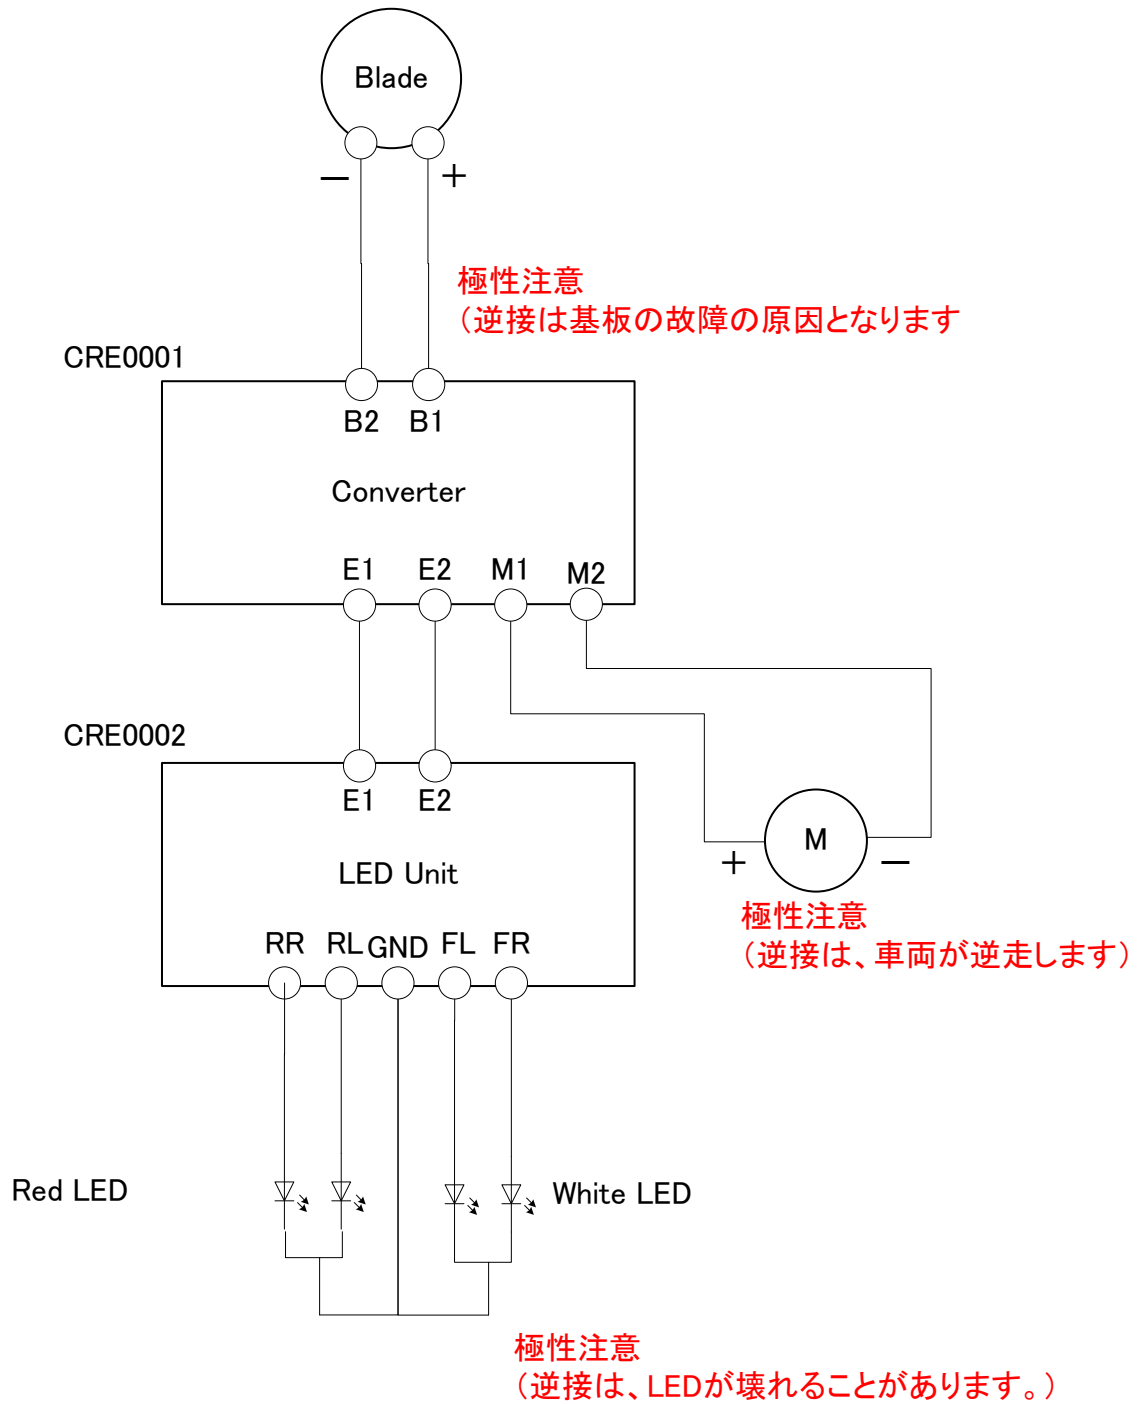 Blade
− +
極性注意
（逆接は基板の故障の原因となります
CRE0001
B2 B1
Converter
E1 E2 M1 M2
CRE0002
E1 E2
LED Unit
M
+ −
極性注意
（逆接は、車両が逆走します）
RR RL GND FL FR
Red LED
White LED
極性注意
（逆接は、LEDが壊れることがあります。）